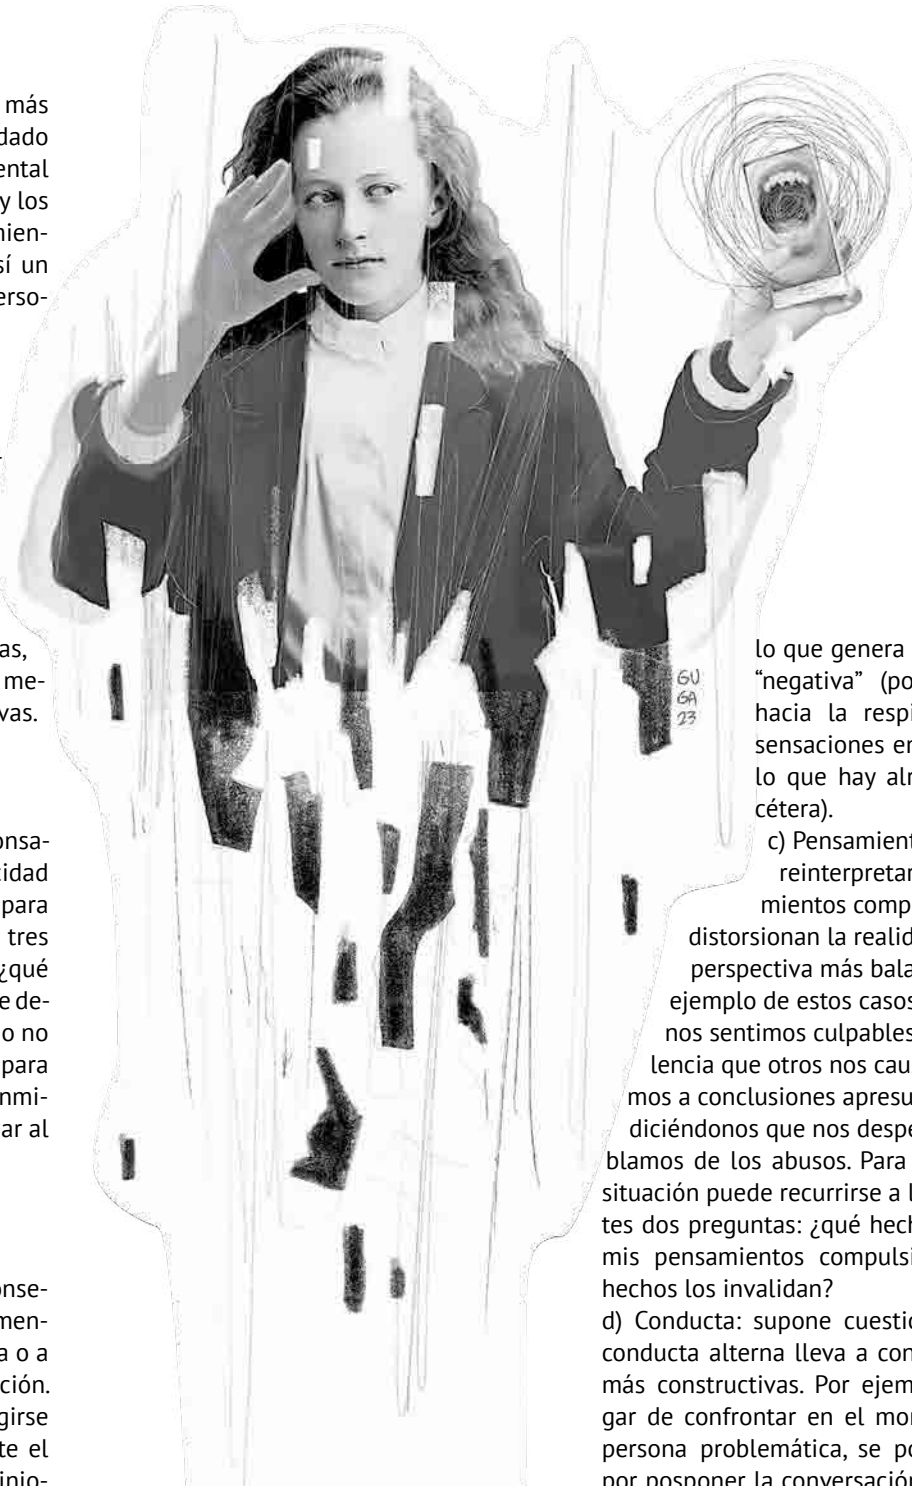 más
dado
ental
y los
nien-
sí un
erso-
as,
me-
vas.
onsa-
cidad
para
tres
¿qué
e de-
o no
para
nmi-
ar al
onse-
men-
a o a
ción.
girse
te el
inio-
GU
GA
23
lo que genera
“negativa” (po
hacia la respi
sensaciones en
lo que hay alr
cétera).
c) Pensamient
reinterpretar
mientos comp
distorsionan la realid
perspectiva más bala
ejemplo de estos casos
nos sentimos culpables
lencia que otros nos cau
mos a conclusiones apresu
diciéndonos que nos despe
blamos de los abusos. Para
situación puede recurrirse a l
tes dos preguntas: ¿qué hech
mis pensamientos compulsi
hechos los invalidan?
d) Conducta: supone cuestio
conducta alterna lleva a con
más constructivas. Por ejem
gar de confrontar en el mor
persona problemática, se po
por posponer la conversación